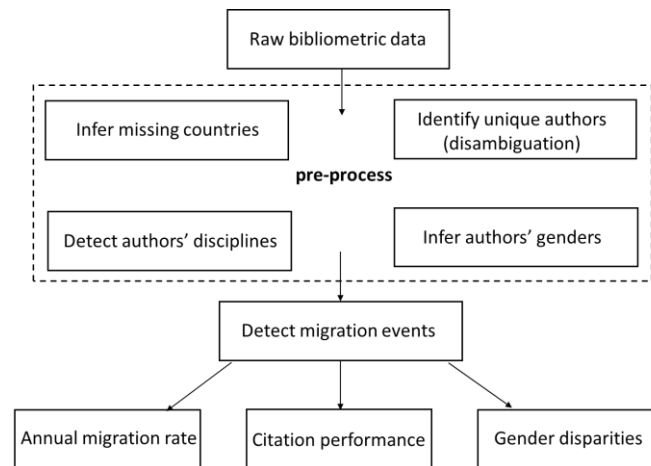 Raw bibliometric data
Infer missing countries
Identify unique authors
(disambiguation)
pre-process
Detect authors’ disciplines
Infer authors’ genders
Detect migration events
Annual migration rate
Citation performance
Gender disparities